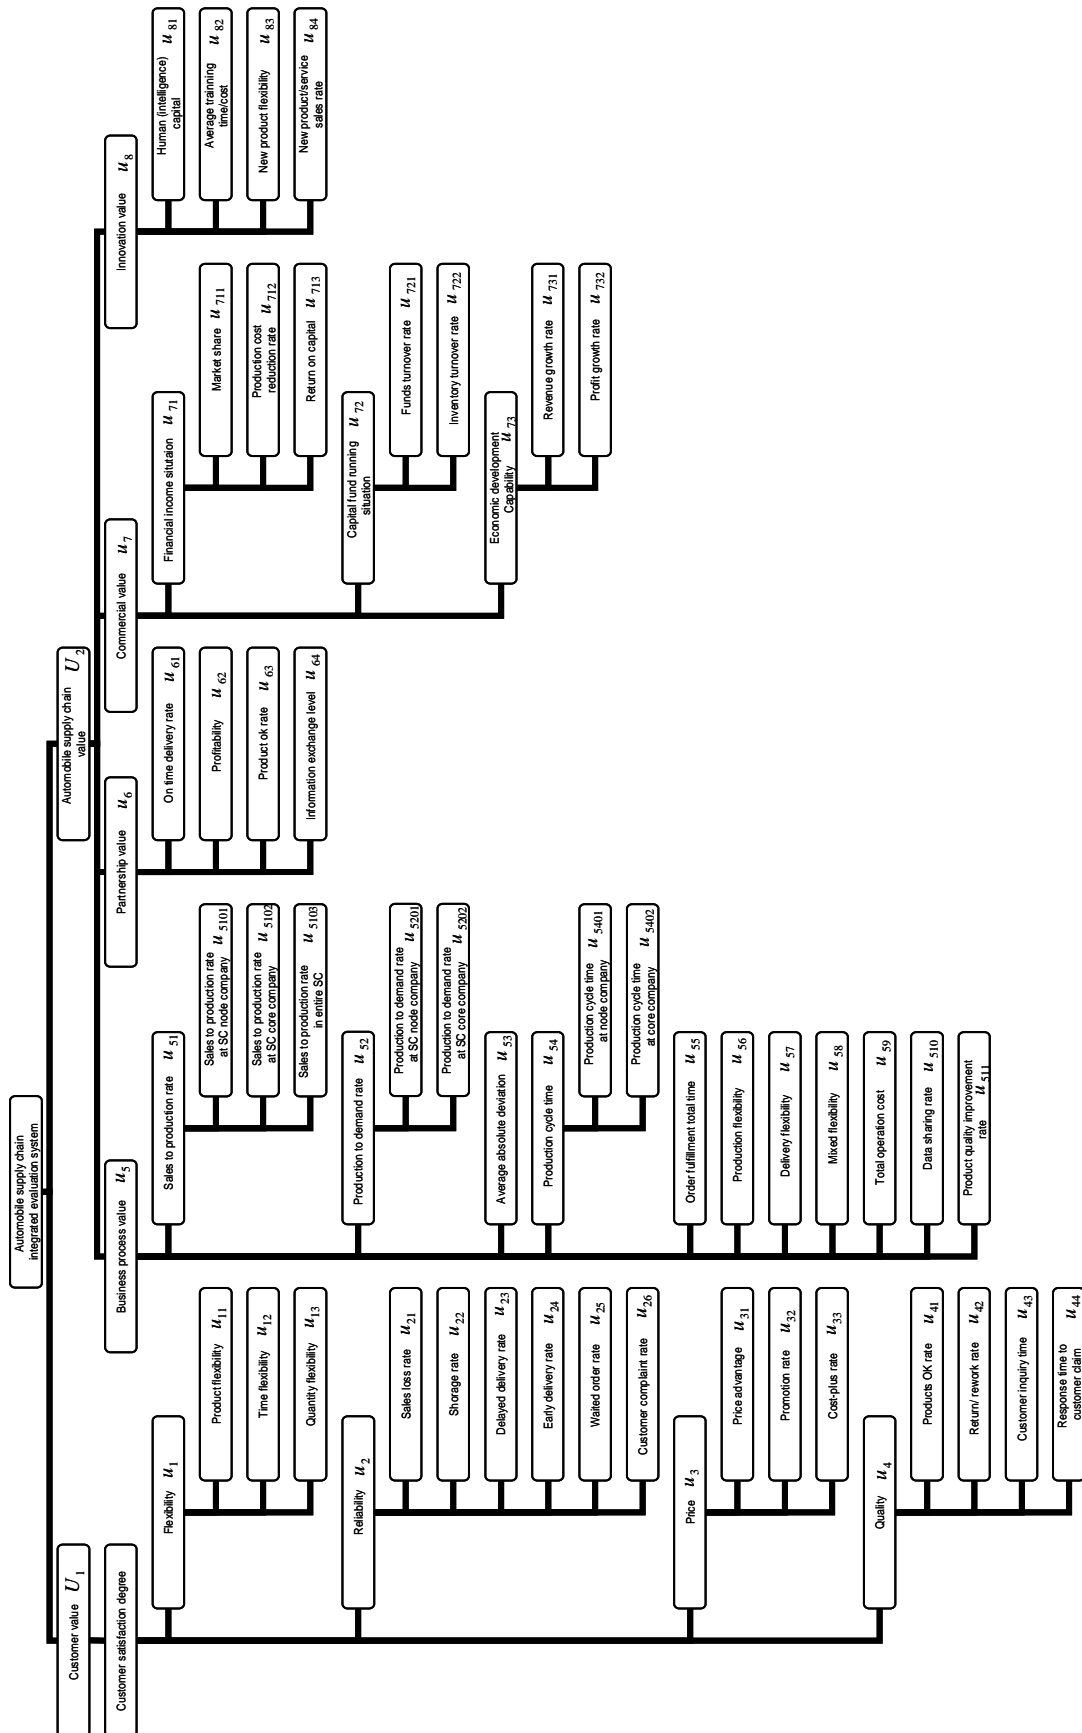 Automobile supply chain
integrated evaluation system
Customer value U1
Customer satisfaction degree
Flexibility u1
Product flexibility u11
Time flexibility u12
Quantity flexibility u13
Reliability u2
Sales loss rate u21
Shorage rate u22
Delayed delivery rate u23
Early delivery rate u24
Waited order rate u25
Customer complaint rate u26
Price u3
Price advantage u31
Promotion rate u32
Cost-plus rate u33
Quality u4
Products OK rate u41
Return/ rework rate u42
Customer inquiry time u43
Response time to
customer claim u44
Automobile supply chain
value U2
Business process value u5
Sales to production rate u51
Sales to production rate
at SC node company u5101
Sales to production rate
at SC core company u5102
Sales to production rate
in entire SC u5103
Production to demand rate u52
Production to demand rate
at SC node company u5201
Production to demand rate
at SC core company u5202
Average absolute deviation u53
Production cycle time u54
Production cycle time
at node company u5401
Production cycle time
at core company u5402
Order fulfillment total time u55
Production flexibility u56
Delivery flexibility u57
Mixed flexibility u58
Total operation cost u59
Data sharing rate u510
Product quality improvement
rate u511
Partnership value u6
On time delivery rate u61
Profitability u62
Product ok rate u63
Information exchange level u64
Commercial value u7
Financial income situtaion u71
Market share u711
Production cost
reduction rate u712
Return on capital u713
Capital fund running
situation u72
Funds turnover rate u721
Inventory turnover rate u722
Economic development
Capability u73
Revenue growth rate u731
Profit growth rate u732
Innovation value u8
Human (intelligence)
capital u81
Average trainning
time/cost u82
New product flexibility u83
New product/service
sales rate u84